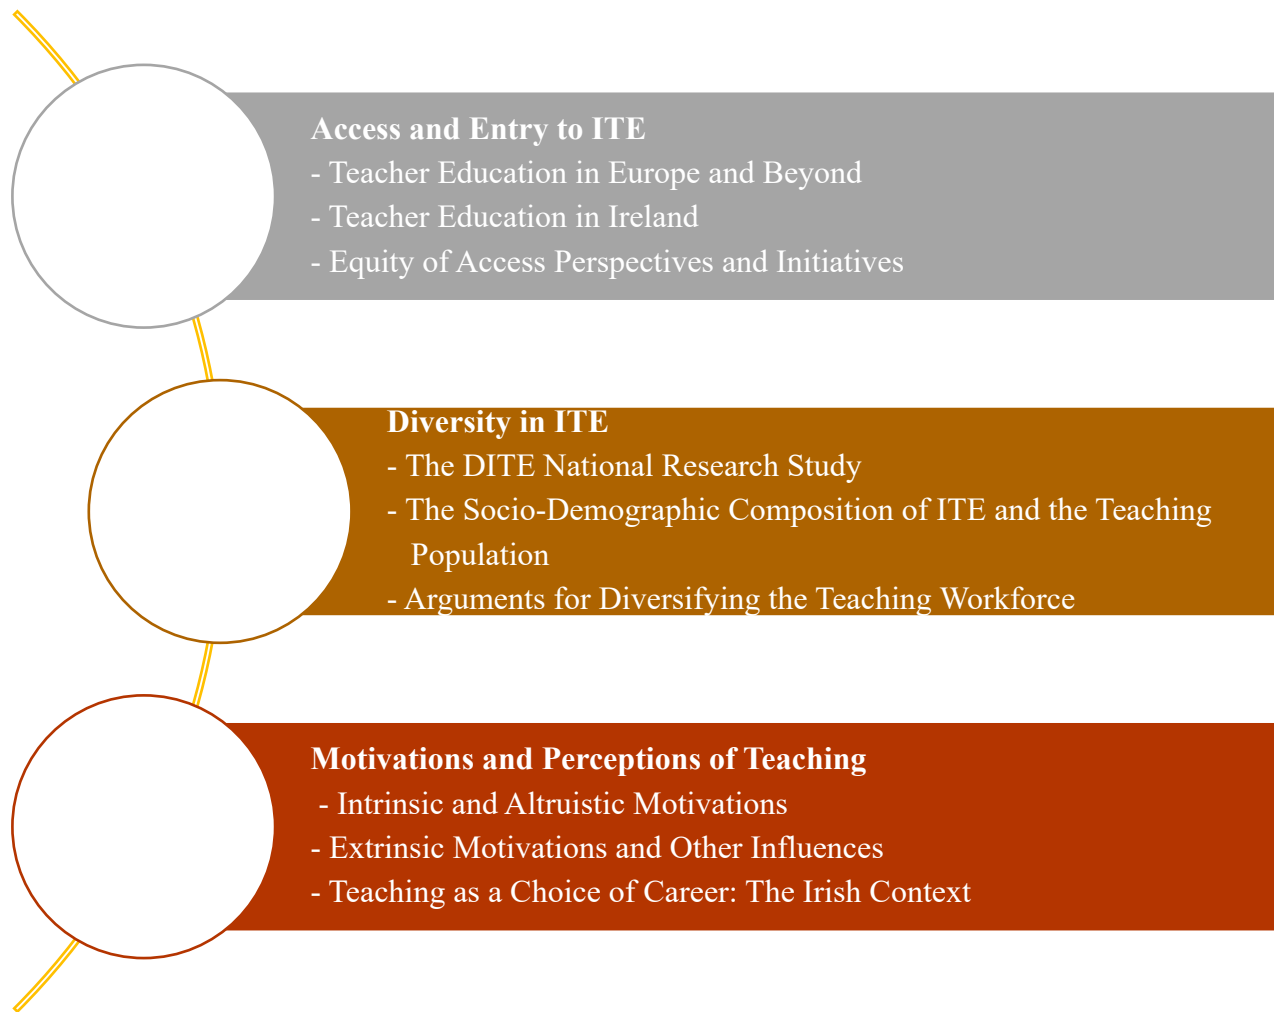 Access and Entry to ITE
- Teacher Education in Europe and Beyond
- Teacher Education in Ireland
- Equity of Access Perspectives and Initiatives
Diversity in ITE
- The DITE National Research Study
- The Socio-Demographic Composition of ITE and the Teaching
Population
- Arguments for Diversifying the Teaching Workforce
Motivations and Perceptions of Teaching
- Intrinsic and Altruistic Motivations
- Extrinsic Motivations and Other Influences
- Teaching as a Choice of Career: The Irish Context